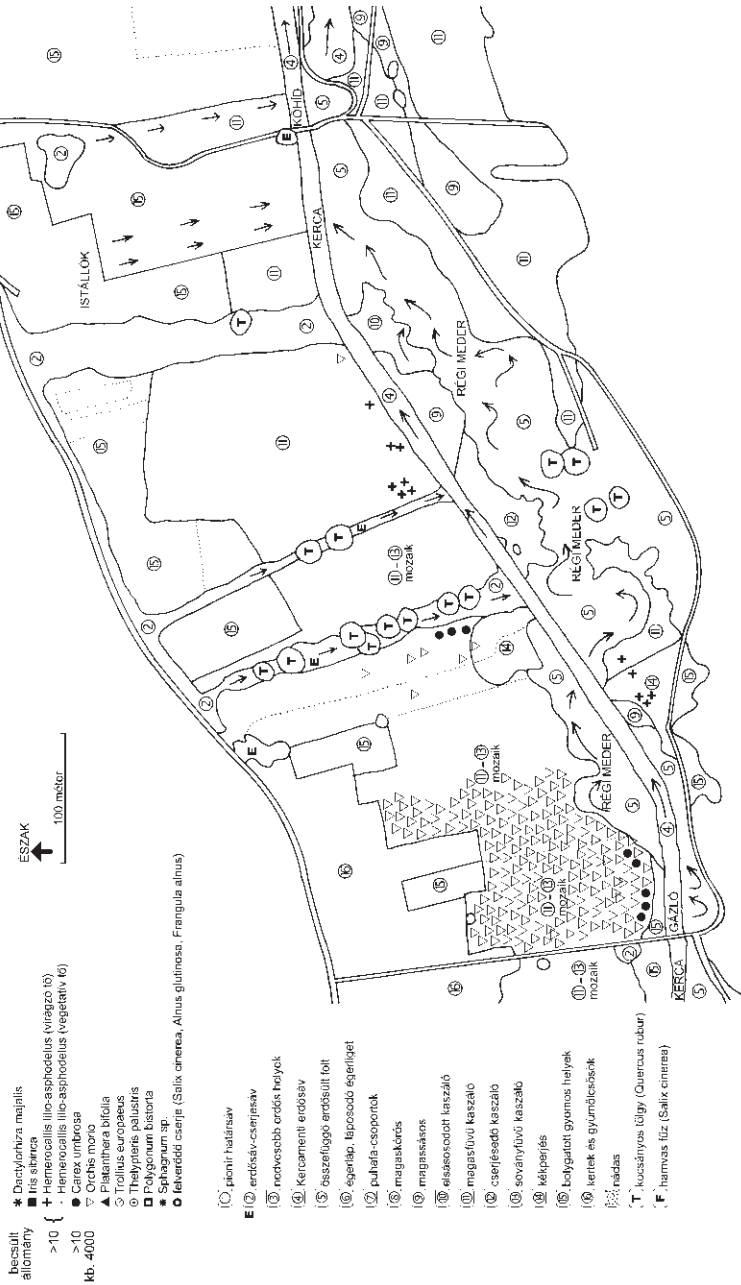 becsült
állomány
✶ Dactylorhiza majalis
■ Iris sibirica
>10 { + Hemerocallis lilio-asphodelus (virágzó tő)
- Hemerocallis lilio-asphodelus (vegetatív tő)
>10 ● Carex umbrosa
kb. 4000 ▽ Orchis morio
▲ Platanthera bifolia
Trollius europaeus
⊙ Thelypteris palustris
□ Polygonum bistorta
✶ Sphagnum sp.
felverődő cserje (Salix cinerea, Alnus glutinosa, Frangula alnus)
ÉSZAK
100 méter
pionír határsáv
E ② erdősáv-cserjesáv
③ nedvesebb erdős helyek
④ Kercamenti erdősáv
⑤ összefüggő erdősült folt
⑥ égerláp, láposodó égerliget
⑦ puhafa-csoportok
⑧ magaskórós
⑨ magassásos
⑩ elsásosodott kaszáló
⑪ magasfüvű kaszáló
⑫ cserjésedő kaszáló
⑬ soványfüvű kaszáló
⑭ kékperjés
⑮ bolygatott gyomos helyek
⑯ kertek és gyümölcsösök
nádas
T kocsányos tölgy (Quercus robur)
F hamvas fűz (Salix cinerea)
ISTÁLLÓK
KŐHÍD
KERCA
RÉGI MEDER
RÉGI MEDER
RÉGI MEDER
⑪-⑬
mozaik
⑪-⑬
mozaik
⑪-⑬
mozaik
⑪-⑬
mozaik
GÁZLÓ
KERCA